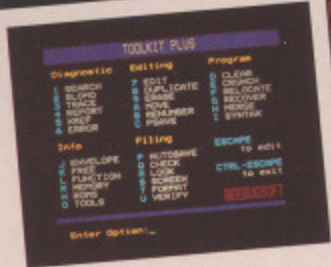 TOOLKIT PLUS
Diagnostic
SEARCH
BLOAD
TRACE
REPORT
XREF
ERROR
Editing
EDIT
DUPLICATE
ERASE
MOVE
RENUMBER
PSAVE
Program
CLEAR
CRUNCH
RELOCATE
RECOVER
MERGE
SYNTAX
Info
ENVELOPE
FREE
FUNCTION
MEMORY
ROMS
TOOLS
Filing
AUTOSAVE
CHECK
LOOK
SCREEN
FORMAT
VERIFY
ESCAPE
to edit
CTRL-ESCAPE
to exit
BEEBUGSOFT
Enter Option:_